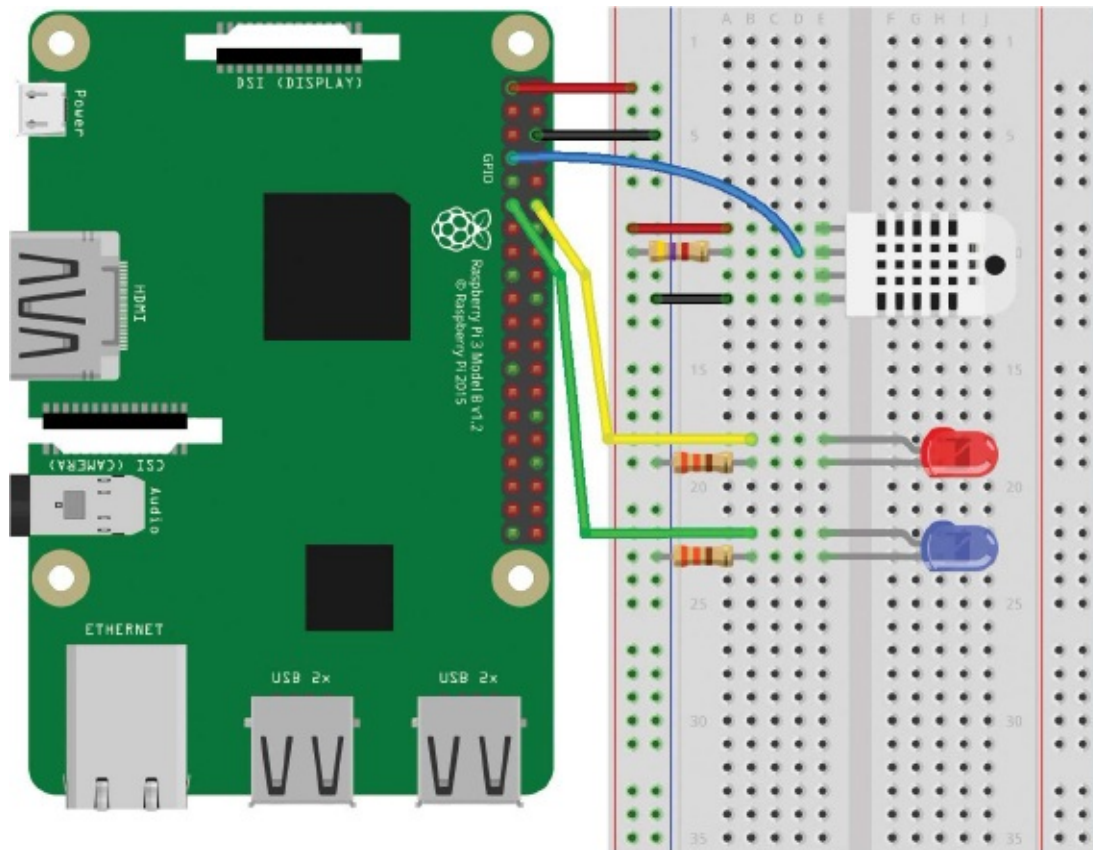 DSI (DISPLAY)
Power
GPIO
HDMI
Raspberry Pi 3 Model B v1.2
© Raspberry Pi 2015
CSI (CAMERA)
Audio
ETHERNET
USB 2x
USB 2x
A B C D E F G H I J
1 1
5 5
10
15 15
20 20
25 25
30 30
35 35